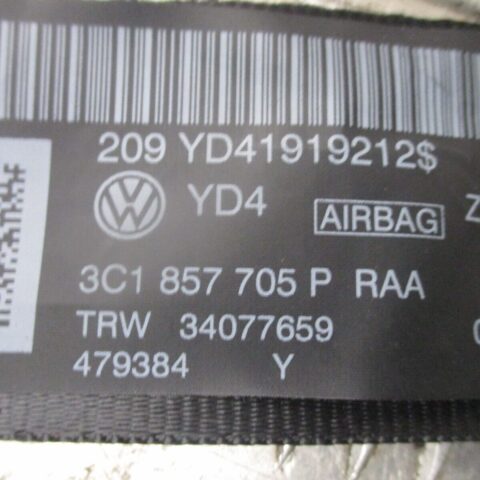 209 YD41919212$
YD4 AIRBAG Z
3C1 857 705 P RAA
TRW 34077659
479384 Y